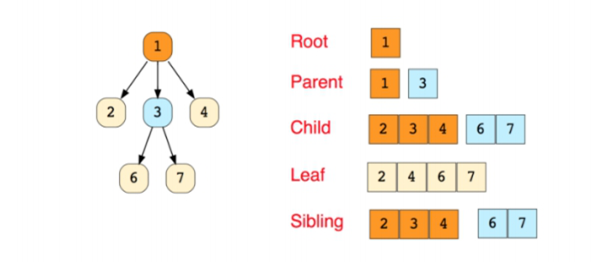 1
2 3 4
6 7
Root 1
Parent 1 3
Child 2 3 4 6 7
Leaf 2 4 6 7
Sibling 2 3 4 6 7